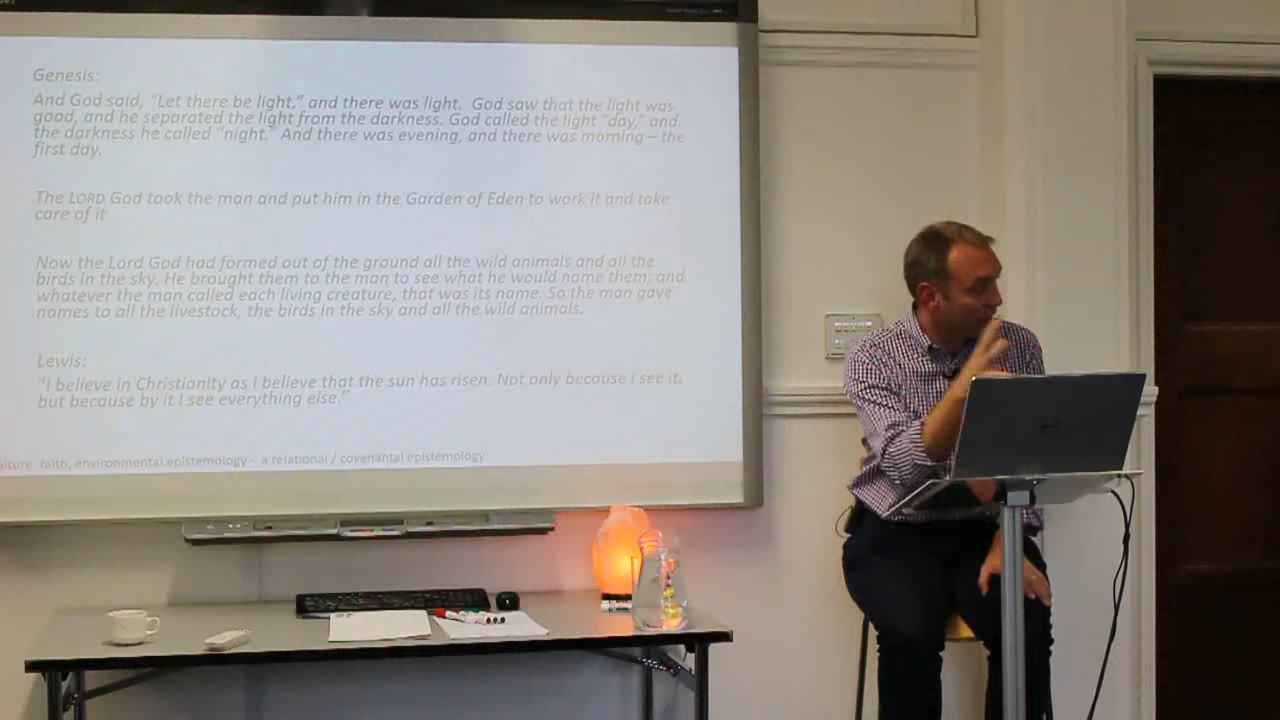 Genesis:
And God said, “Let there be light,” and there was light.  God saw that the light was
good, and he separated the light from the darkness. God called the light “day,” and
the darkness he called “night.” And there was evening, and there was morning—the
first day.
The LORD God took the man and put him in the Garden of Eden to work it and take
care of it
Now the Lord God had formed out of the ground all the wild animals and all the
birds in the sky. He brought them to the man to see what he would name them; and
whatever the man called each living creature, that was its name. So the man gave
names to all the livestock, the birds in the sky and all the wild animals.
Lewis:
“I believe in Christianity as I believe that the sun has risen. Not only because I see it,
but because by it I see everything else.”
faith, environmental epistemology - a relational / covenantal epistemology